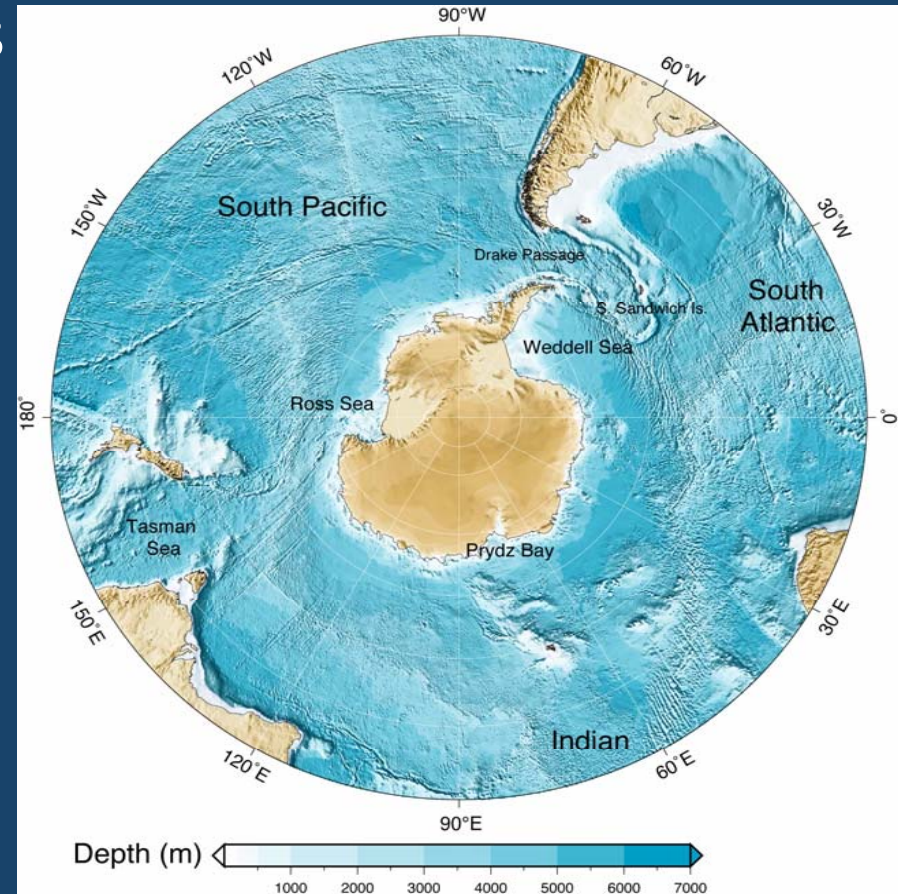 s
90°W
120°W
60°W
150°W
30°W
South Pacific
Drake Passage
South
Atlantic
S. Sandwich Is.
Weddell Sea
Ross Sea
180°
0°
Tasman
Sea
Prydz Bay
150°E
30°E
Indian
120°E
60°E
90°E
Depth (m)
1000 2000 3000 4000 5000 6000 7000